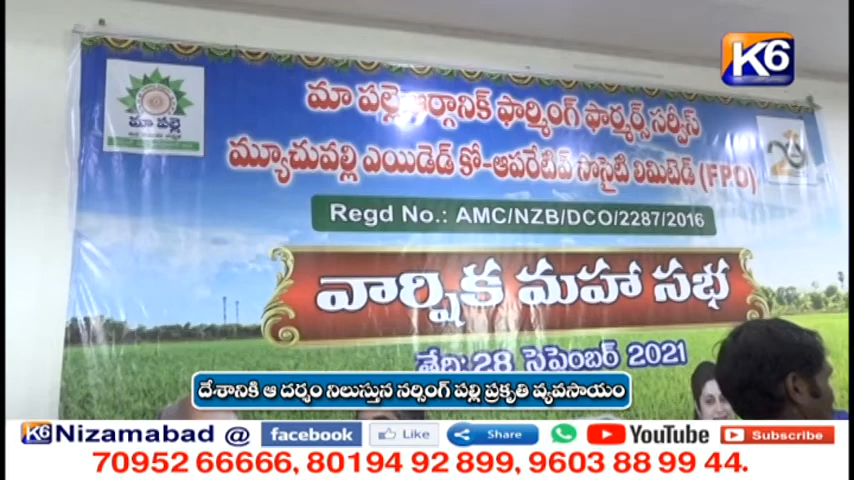 K6
మా పల్లె
మా పల్లె ఆర్గానిక్ ఫార్మింగ్ ఫార్మర్స్ సర్వీస్
మ్యూచువల్లి ఎయిడెడ్ కో-ఆపరేటివ్ సొసైటి లిమిటెడ్ (F.P.O)
Regd No.: AMC/NZB/DCO/2287/2016
వార్షిక మహా సభ
తేది: 28 సెప్టెంబర్ 2021
దేశానికి ఆ దర్శం నిలుస్తున నర్సింగ్ పల్లి ప్రకృతి వ్యవసాయం
K6 Nizamabad @ facebook Like Share YouTube Subscribe
70952 66666, 80194 92 899, 9603 88 99 44.